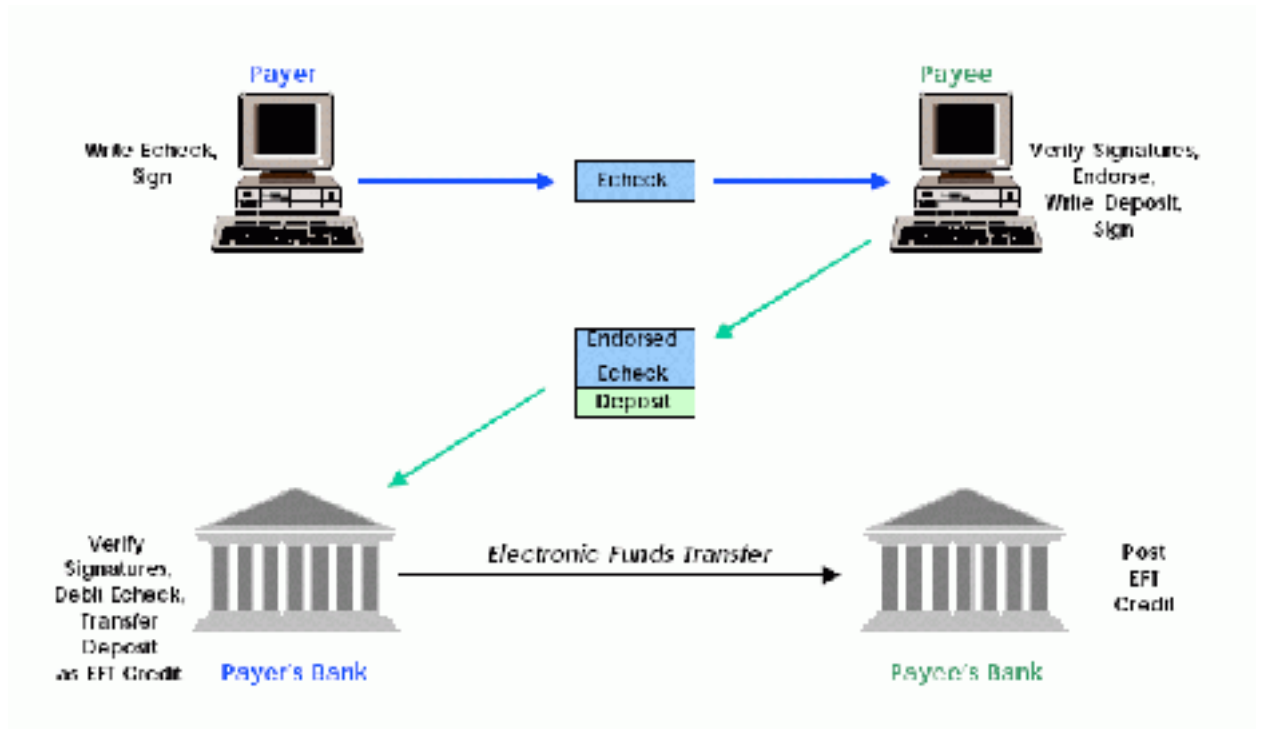 Payer
Payee
Write Echeck,
Sign
Echeck
Verify Signatures,
Endorse,
Write Deposit,
Sign
Endorsed
Echeck
Deposit
Verify
Signatures,
Debit Echeck,
Transfer
Deposit
as EFT Credit
Electronic Funds Transfer
Post
EFT
Credit
Payer's Bank
Payee's Bank